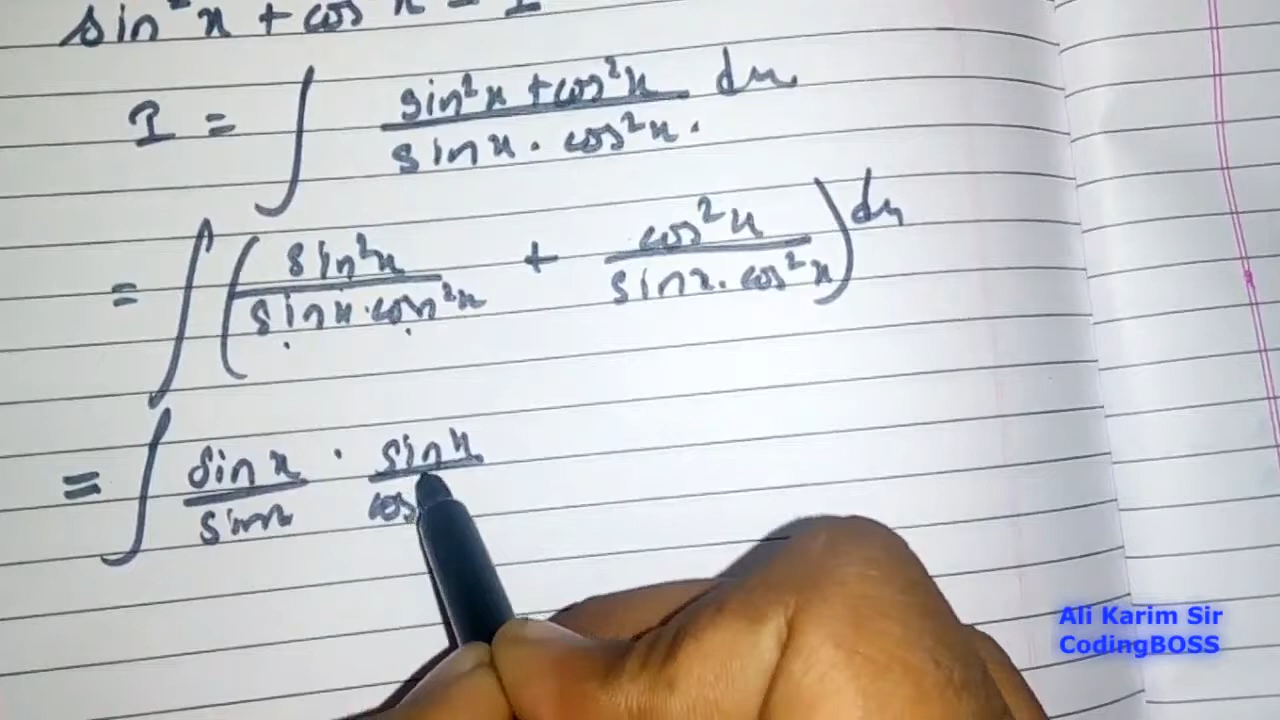 sin²x + cos²x = 1
I = ∫ (sin²x + cos²x)/(sinx · cos²x) dx
= ∫ (sin²x/(sinx · cos²x) + cos²x/(sinx · cos²x)) dx
= ∫ sinx/sinx · sinx/cos
Ali Karim Sir
CodingBOSS